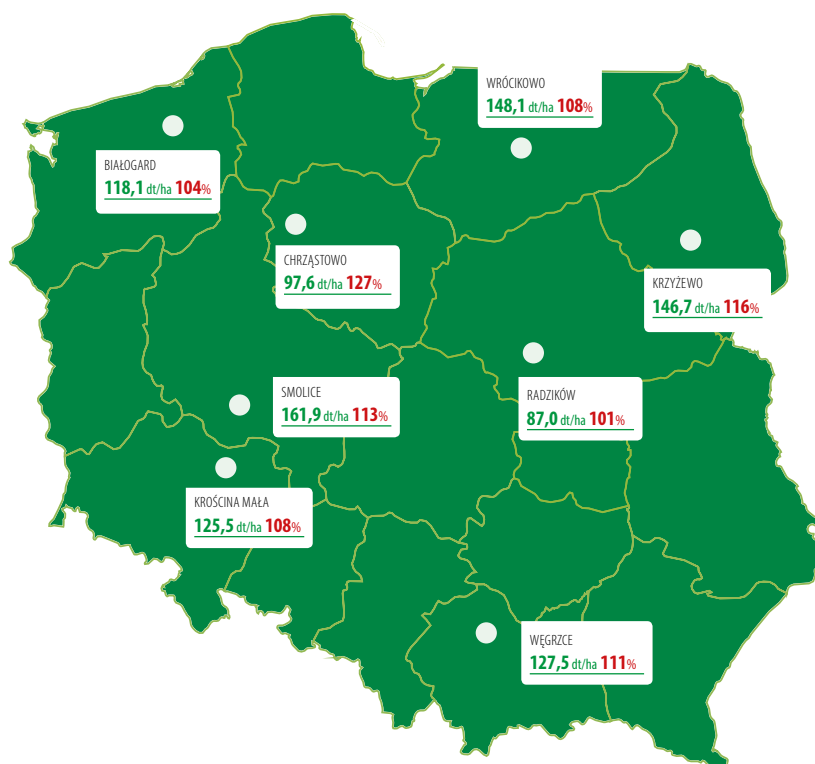 WRÓCIKOWO
148,1 dt/ha 108%
BIAŁOGARD
118,1 dt/ha 104%
CHRZĄSTOWO
97,6 dt/ha 127%
KRZYŻEWO
146,7 dt/ha 116%
SMOLICE
161,9 dt/ha 113%
RADZIKÓW
87,0 dt/ha 101%
KROŚCINA MAŁA
125,5 dt/ha 108%
WĘGRZCE
127,5 dt/ha 111%